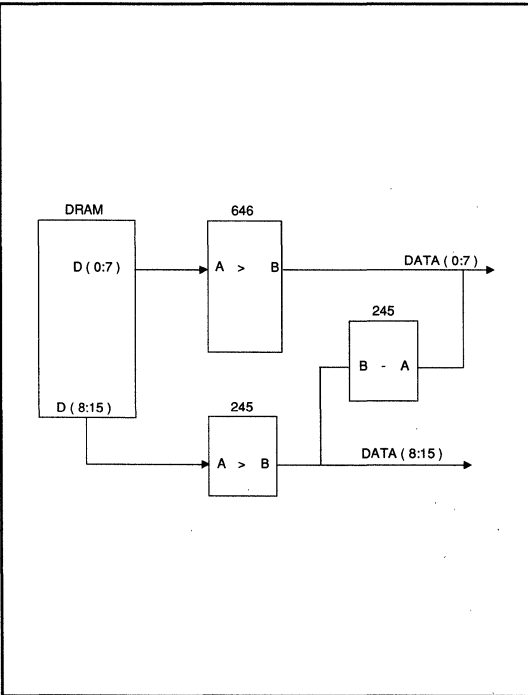 DRAM
646
D ( 0:7 )
A > B
DATA ( 0:7 )
245
B - A
D ( 8:15 )
245
A > B
DATA ( 8:15 )